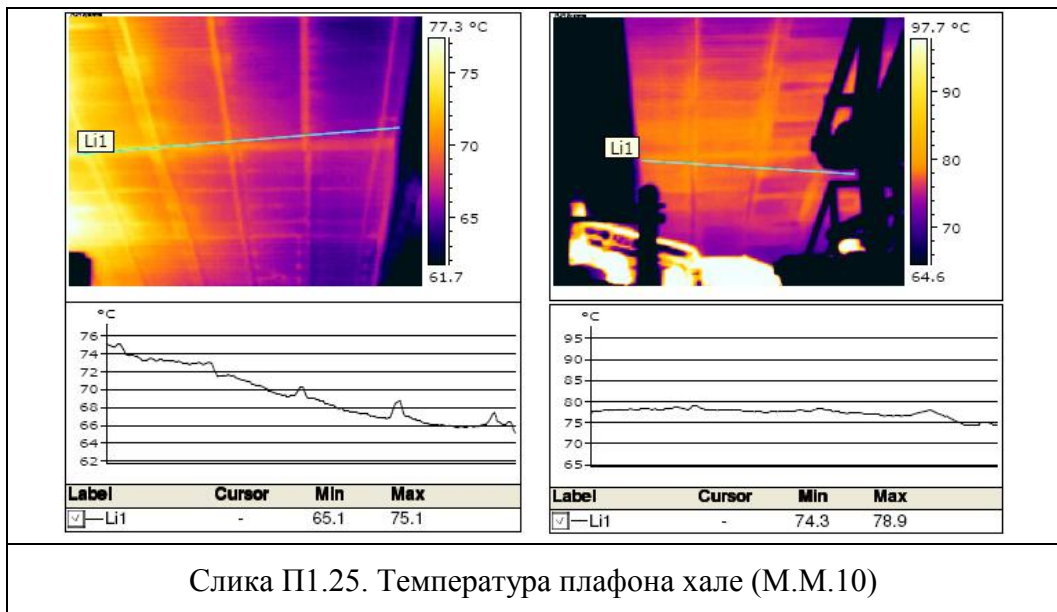 77.3 °C
75
Li1
70
65
61.7
°C
76
74
72
70
68
66
64
62
Label Cursor Min Max
Li1 - 65.1 75.1
97.7 °C
90
Li1
80
70
64.6
°C
95
90
85
80
75
70
65
Label Cursor Min Max
Li1 - 74.3 78.9
Слика П1.25. Температура плафона хале (М.М.10)